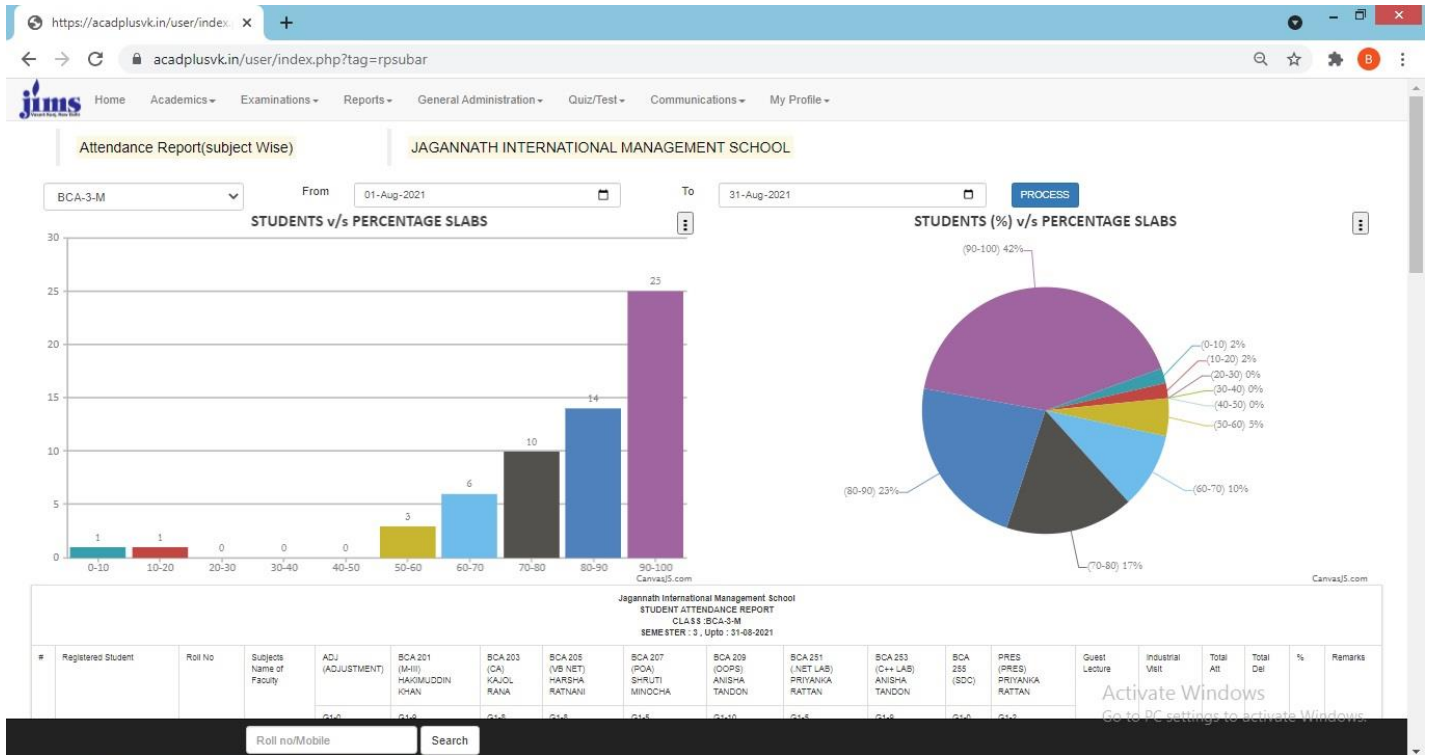 https://acadplusvk.in/user/index.
acadplusvk.in/user/index.php?tag=rpsubar
B
jims
Home Academics Examinations Reports General Administration Quiz/Test Communications My Profile
Attendance Report(subject Wise) JAGANNATH INTERNATIONAL MANAGEMENT SCHOOL
BCA-3-M From 01-Aug-2021 To 31-Aug-2021 PROCESS
STUDENTS v/s PERCENTAGE SLABS
30
25
20
15
10
5
0
1 1 0 0 0 3 6 10 14 25
0-10 10-20 20-30 30-40 40-50 50-60 60-70 70-80 80-90 90-100
CanvasJS.com
STUDENTS (%) v/s PERCENTAGE SLABS
(90-100) 42%
(0-10) 2%
(10-20) 2%
(20-30) 0%
(30-40) 0%
(40-50) 0%
(50-60) 5%
(60-70) 10%
(80-90) 23%
(70-80) 17%
CanvasJS.com
Jagannath International Management School
STUDENT ATTENDANCE REPORT
CLASS :BCA-3-M
SEMESTER : 3 , Upto : 31-08-2021
# Registered Student Roll No Subjects Name of Faculty ADJ (ADJUSTMENT) BCA 201 (M-III) HAKIMUDDIN KHAN BCA 203 (CA) KAJOL RANA BCA 205 (VB NET) HARSHA RATNANI BCA 207 (POA) SHRUTI MINOCHA BCA 209 (OOPS) ANISHA TANDON BCA 251 (.NET LAB) PRIYANKA RATTAN BCA 253 (C++ LAB) ANISHA TANDON BCA 255 (SDC) PRES (PRES) PRIYANKA RATTAN Guest Lecture Industrial Visit Total Att Total Del % Remarks
Activate Windows
Go to PC settings to activate Windows.
Roll no/Mobile Search